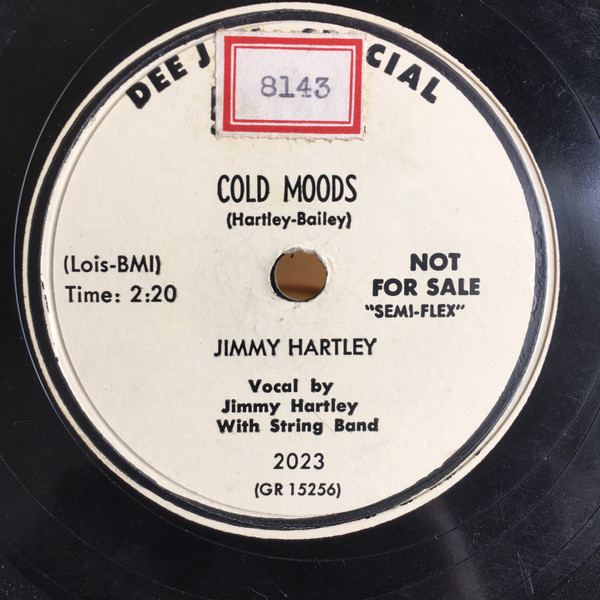 DEE J CIAL
8143
COLD MOODS
(Hartley-Bailey)
(Lois-BMI)
Time: 2:20
NOT
FOR SALE
"SEMI-FLEX"
JIMMY HARTLEY
Vocal by
Jimmy Hartley
With String Band
2023
(GR 15256)